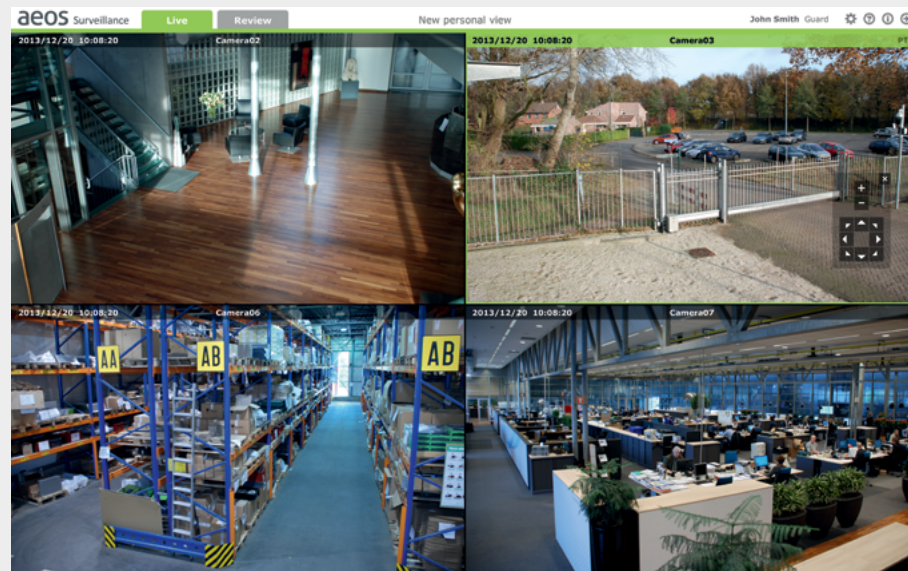 aeos Surveillance Live Review New personal view John Smith Guard
2013/12/20 10:08:20 Camera02
2013/12/20 10:08:20 Camera03 PT
2013/12/20 10:08:20 Camera06
AA
AB
AB
2013/12/20 10:08:20 Camera07